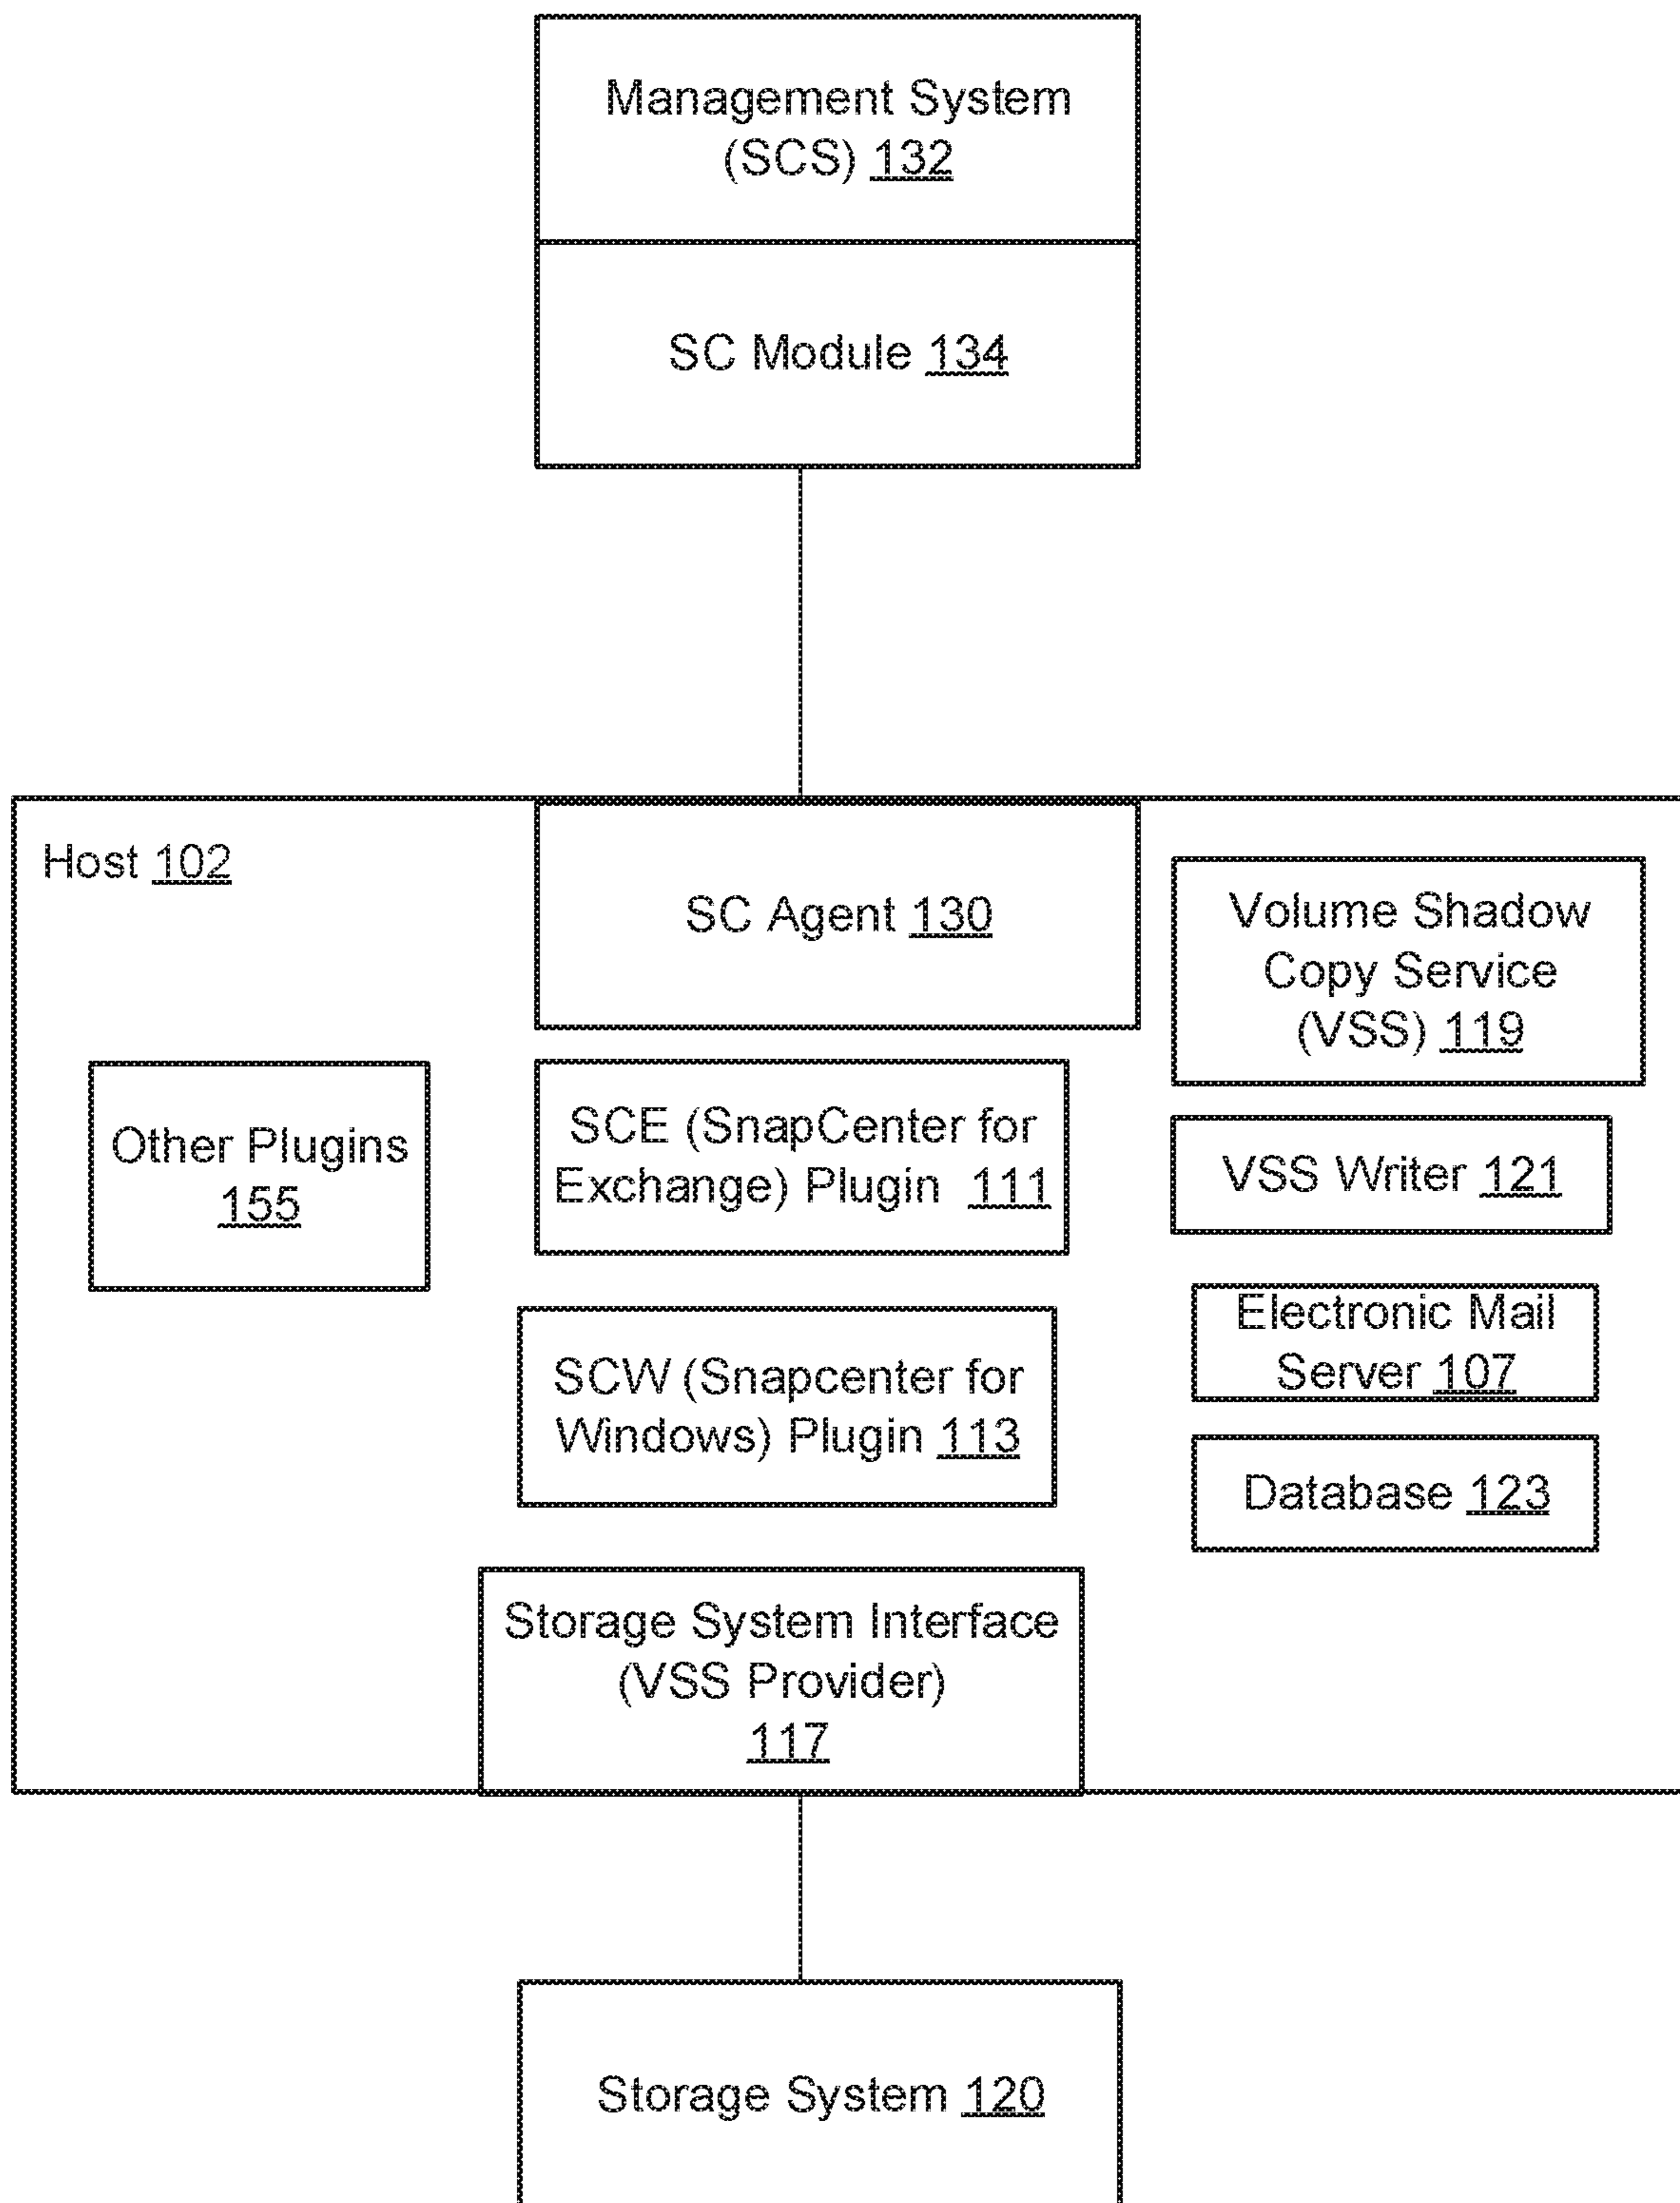 Management System
(SCS) 132
SC Module 134
Host 102
SC Agent 130
Volume Shadow
Copy Service
(VSS) 119
Other Plugins
155
SCE (SnapCenter for
Exchange) Plugin 111
VSS Writer 121
Electronic Mail
Server 107
SCW (Snapcenter for
Windows) Plugin 113
Database 123
Storage System Interface
(VSS Provider)
117
Storage System 120